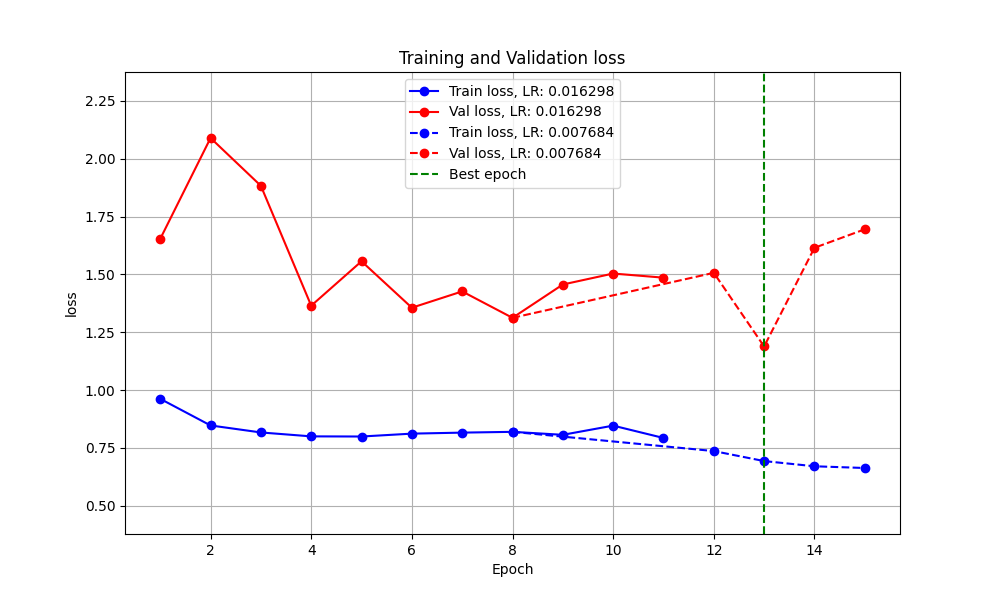 Training and Validation loss
Train loss, LR: 0.016298
Val loss, LR: 0.016298
Train loss, LR: 0.007684
Val loss, LR: 0.007684
Best epoch
loss
2.25
2.00
1.75
1.50
1.25
1.00
0.75
0.50
2 4 6 8 10 12 14
Epoch